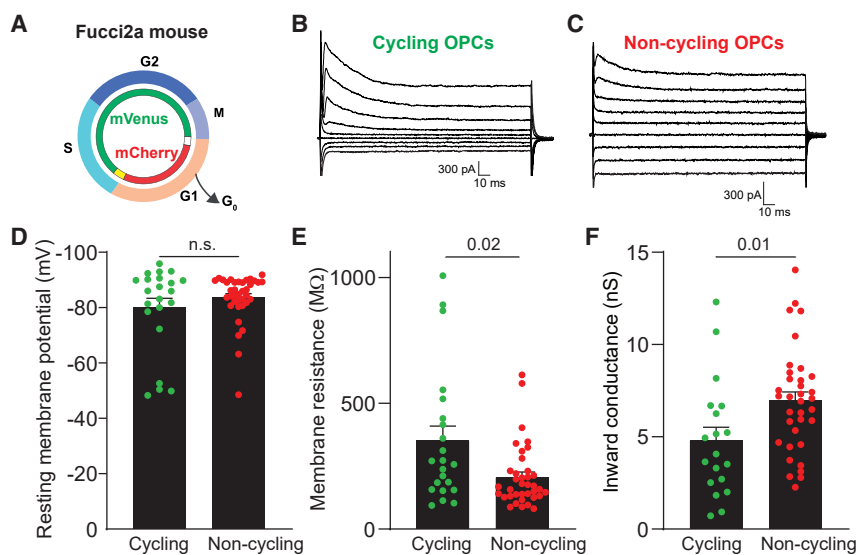 A
Fucci2a mouse
G2
M
S
G1
G0
mVenus
mCherry
B
Cycling OPCs
300 pA
10 ms
C
Non-cycling OPCs
300 pA
10 ms
D
n.s.
Resting membrane potential (mV)
-100
-80
-60
-40
-20
0
Cycling
Non-cycling
E
0.02
Membrane resistance (MΩ)
1000
500
0
Cycling
Non-cycling
F
0.01
Inward conductance (nS)
15
10
5
0
Cycling
Non-cycling